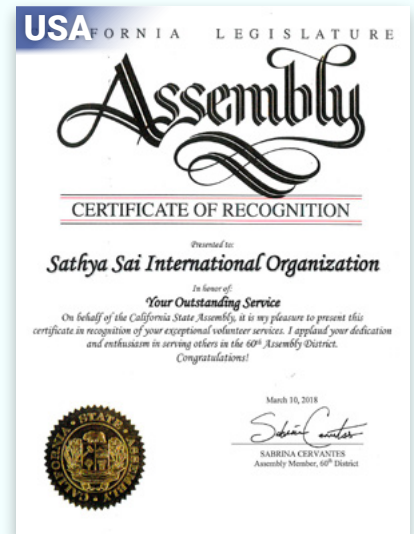 USA
FORNIA LEGISLATURE
Assembly
CERTIFICATE OF RECOGNITION
Presented to:
Sathya Sai International Organization
In honor of:
Your Outstanding Service
On behalf of the California State Assembly, it is my pleasure to present this
certificate in recognition of your exceptional volunteer services. I applaud your dedication
and enthusiasm in serving others in the 60th Assembly District.
Congratulations!
March 10, 2018
SABRINA CERVANTES
Assembly Member, 60th District
CALIFORNIA STATE ASSEMBLY